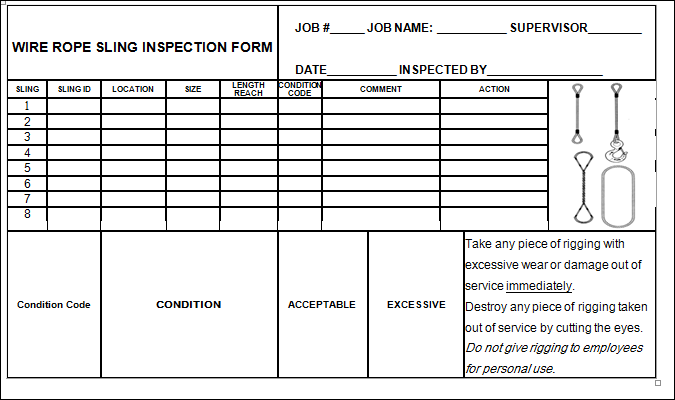 WIRE ROPE SLING INSPECTION FORM
JOB #_____ JOB NAME: ___________ SUPERVISOR________
DATE___________ INSPECTED BY__________________
SLING SLING ID LOCATION SIZE LENGTH REACH CONDITION CODE COMMENT ACTION
1
2
3
4
5
6
7
8
Condition Code CONDITION ACCEPTABLE EXCESSIVE
Take any piece of rigging with
excessive wear or damage out of
service immediately.
Destroy any piece of rigging taken
out of service by cutting the eyes.
Do not give rigging to employees
for personal use.